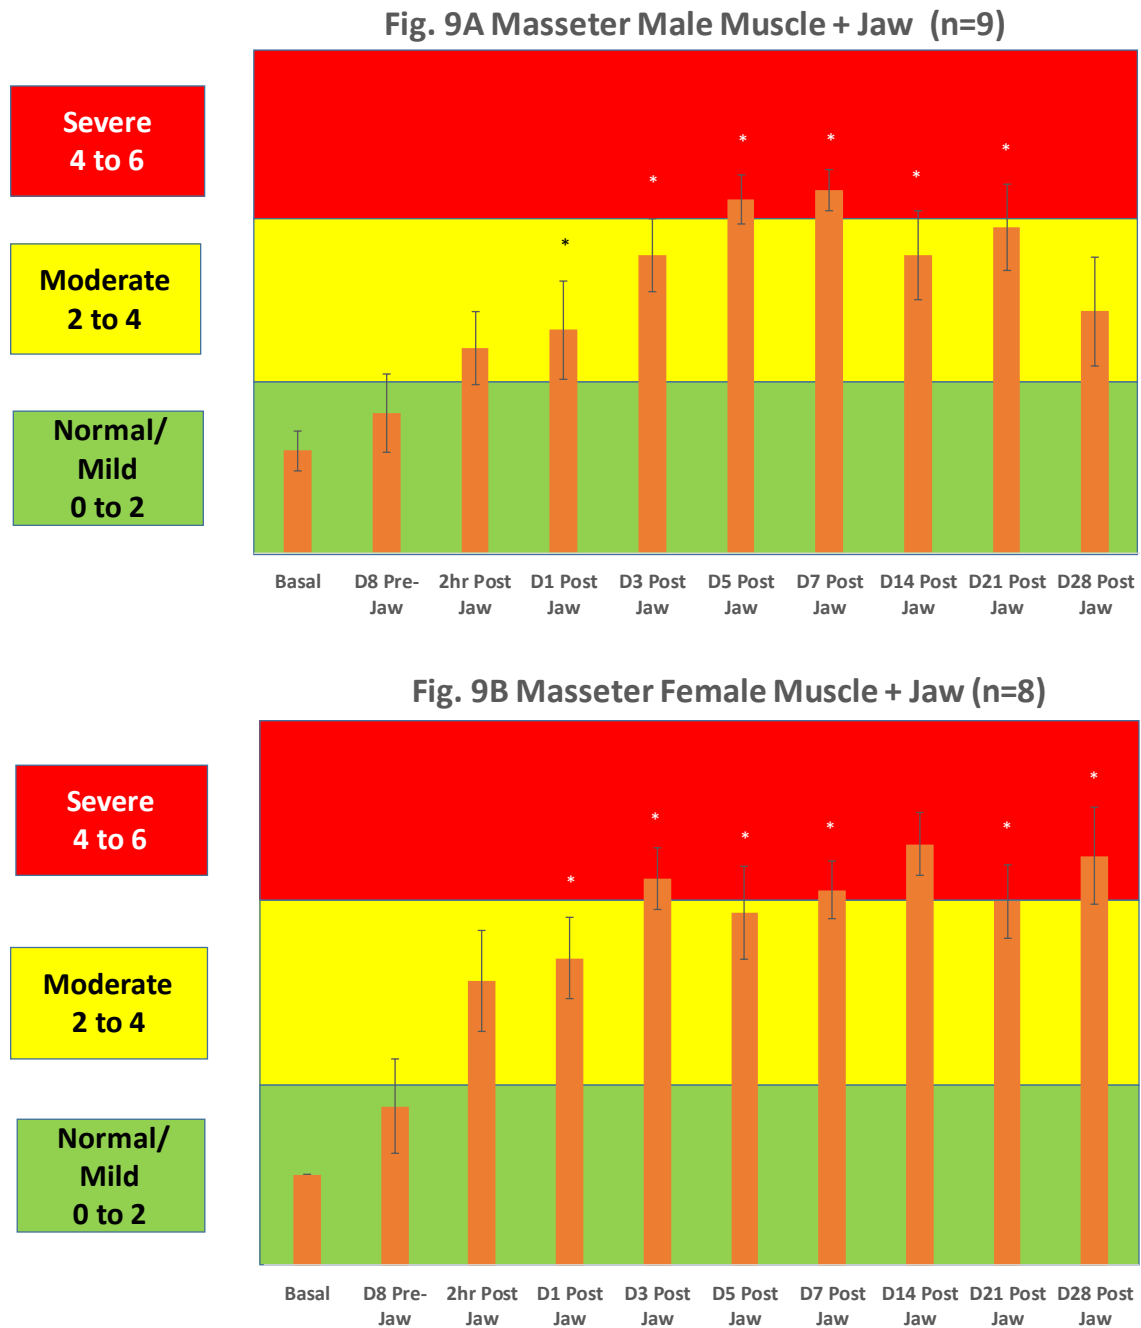 Fig. 9A Masseter Male Muscle + Jaw (n=9)
Severe
4 to 6
Moderate
2 to 4
Normal/
Mild
0 to 2
* * * * * * *
Basal D8 Pre- 2hr Post D1 Post D3 Post D5 Post D7 Post D14 Post D21 Post D28 Post
Jaw Jaw Jaw Jaw Jaw Jaw Jaw Jaw Jaw
Fig. 9B Masseter Female Muscle + Jaw (n=8)
Severe
4 to 6
Moderate
2 to 4
Normal/
Mild
0 to 2
* * * * * *
Basal D8 Pre- 2hr Post D1 Post D3 Post D5 Post D7 Post D14 Post D21 Post D28 Post
Jaw Jaw Jaw Jaw Jaw Jaw Jaw Jaw Jaw